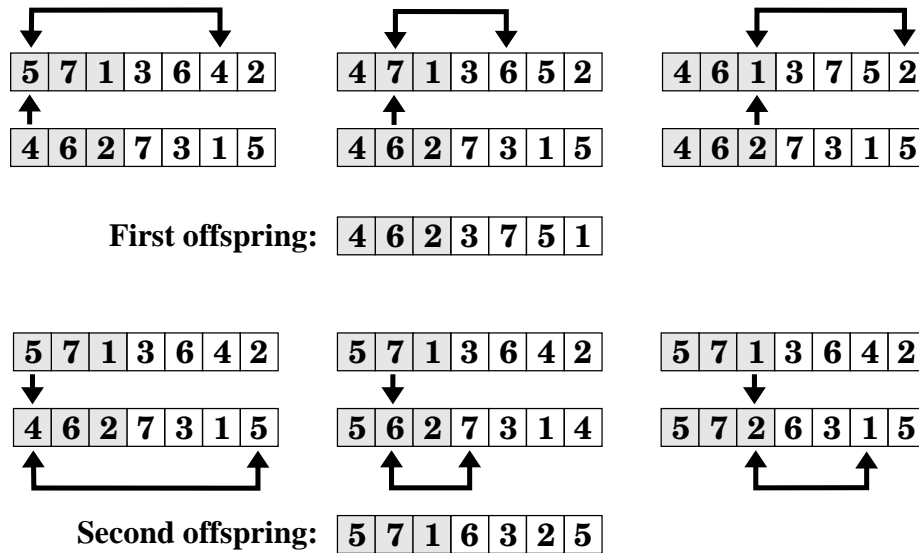 5 7 1 3 6 4 2 4 7 1 3 6 5 2 4 6 1 3 7 5 2
4 6 2 7 3 1 5 4 6 2 7 3 1 5 4 6 2 7 3 1 5
First offspring: 4 6 2 3 7 5 1
5 7 1 3 6 4 2 5 7 1 3 6 4 2 5 7 1 3 6 4 2
4 6 2 7 3 1 5 5 6 2 7 3 1 4 5 7 2 6 3 1 5
Second offspring: 5 7 1 6 3 2 5